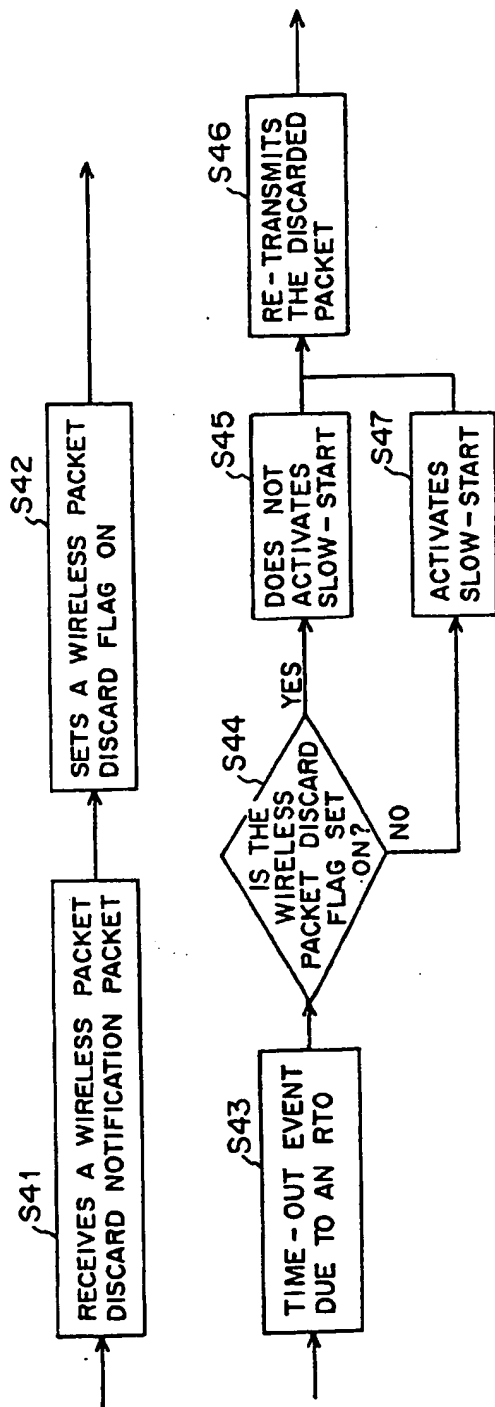 S41
RECEIVES A WIRELESS PACKET
DISCARD NOTIFICATION PACKET
S42
SETS A WIRELESS PACKET
DISCARD FLAG ON
S43
TIME-OUT EVENT
DUE TO AN RTO
S44
IS THE
WIRELESS
PACKET DISCARD
FLAG SET
ON?
YES
NO
S45
DOES NOT
ACTIVATES
SLOW-START
S47
ACTIVATES
SLOW-START
S46
RE-TRANSMITS
THE DISCARDED
PACKET